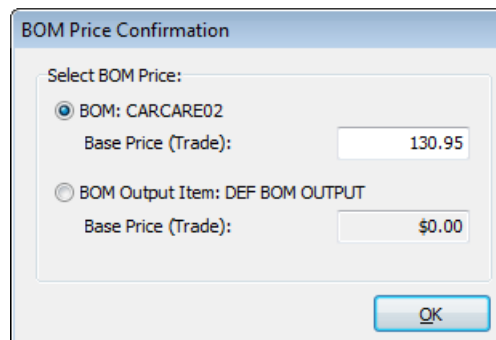 BOM Price Confirmation
Select BOM Price:
BOM: CARCARE02
Base Price (Trade): 130.95
BOM Output Item: DEF BOM OUTPUT
Base Price (Trade): $0.00
OK